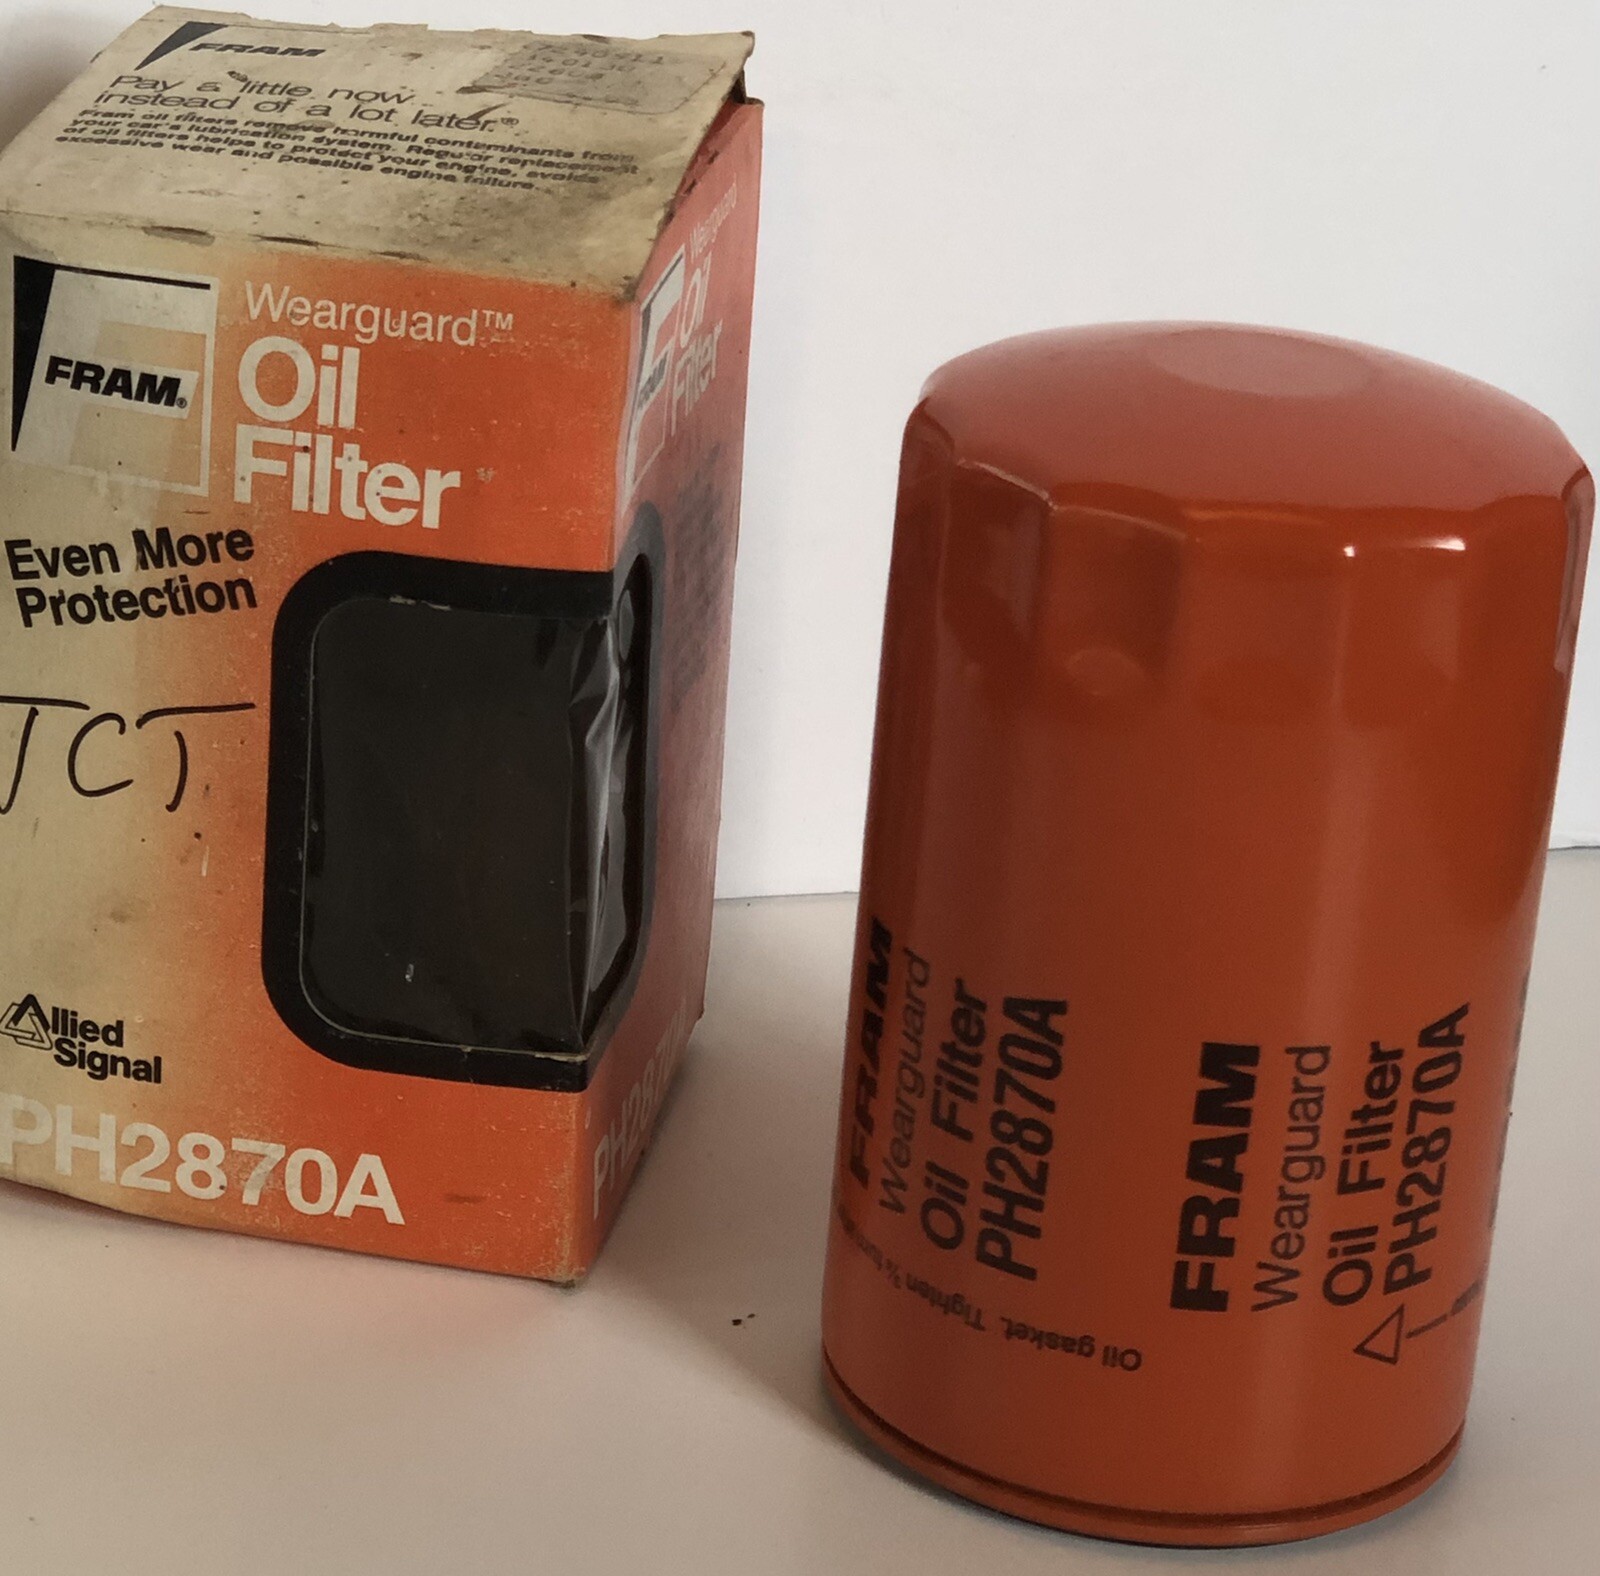 FRAM
Pay a little now
instead of a lot later.®
Fram oil filters remove harmful contaminants from
your car's lubrication system. Regular replacement
of oil filters helps to protect your engine, avoids
excessive wear and possible engine failure.
FRAM®
Wearguard™
Oil
Filter
Even More
Protection
JCT
Allied
Signal
PH2870A
Wearguard
Oil
Filter
FRAM
PH2870A
FRAM
Wearguard
Oil Filter
PH2870A
Oil gasket. Tighten ¾ turn
FRAM
Wearguard
Oil Filter
PH2870A